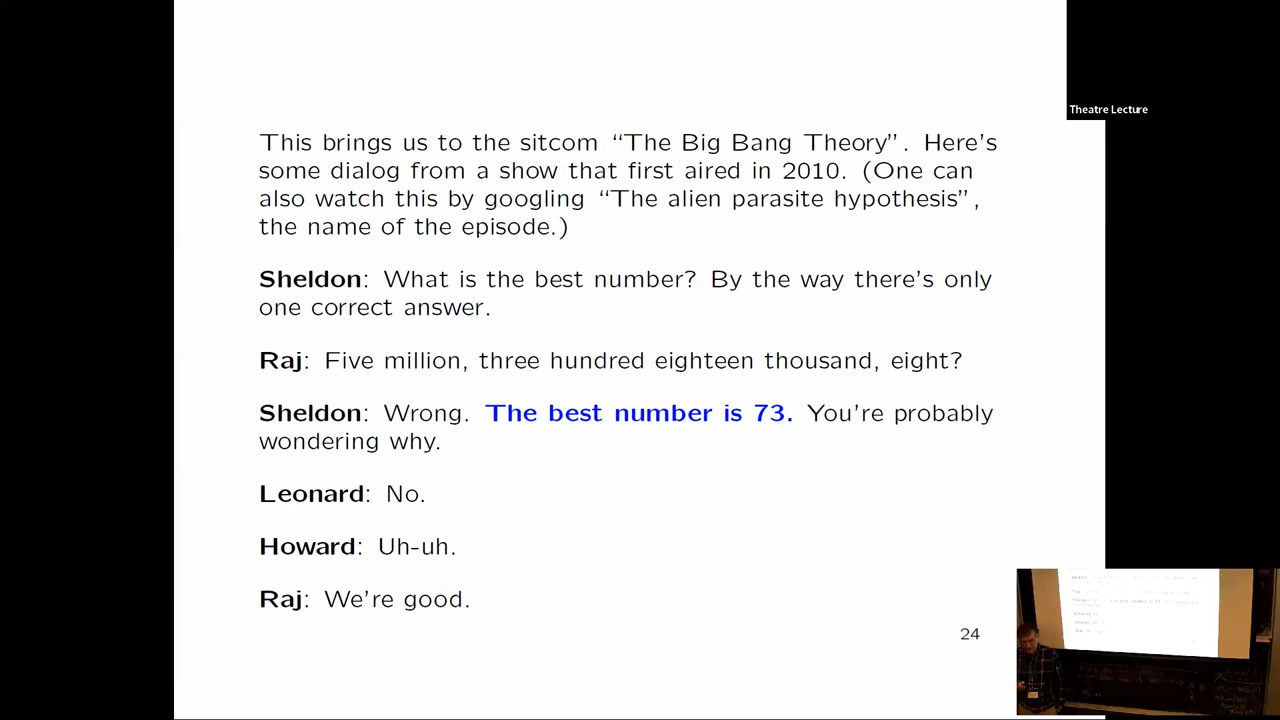 Theatre Lecture
This brings us to the sitcom “The Big Bang Theory”. Here's
some dialog from a show that first aired in 2010. (One can
also watch this by googling “The alien parasite hypothesis”,
the name of the episode.)
Sheldon: What is the best number? By the way there's only
one correct answer.
Raj: Five million, three hundred eighteen thousand, eight?
Sheldon: Wrong. The best number is 73. You're probably
wondering why.
Leonard: No.
Howard: Uh-uh.
Raj: We're good.
24